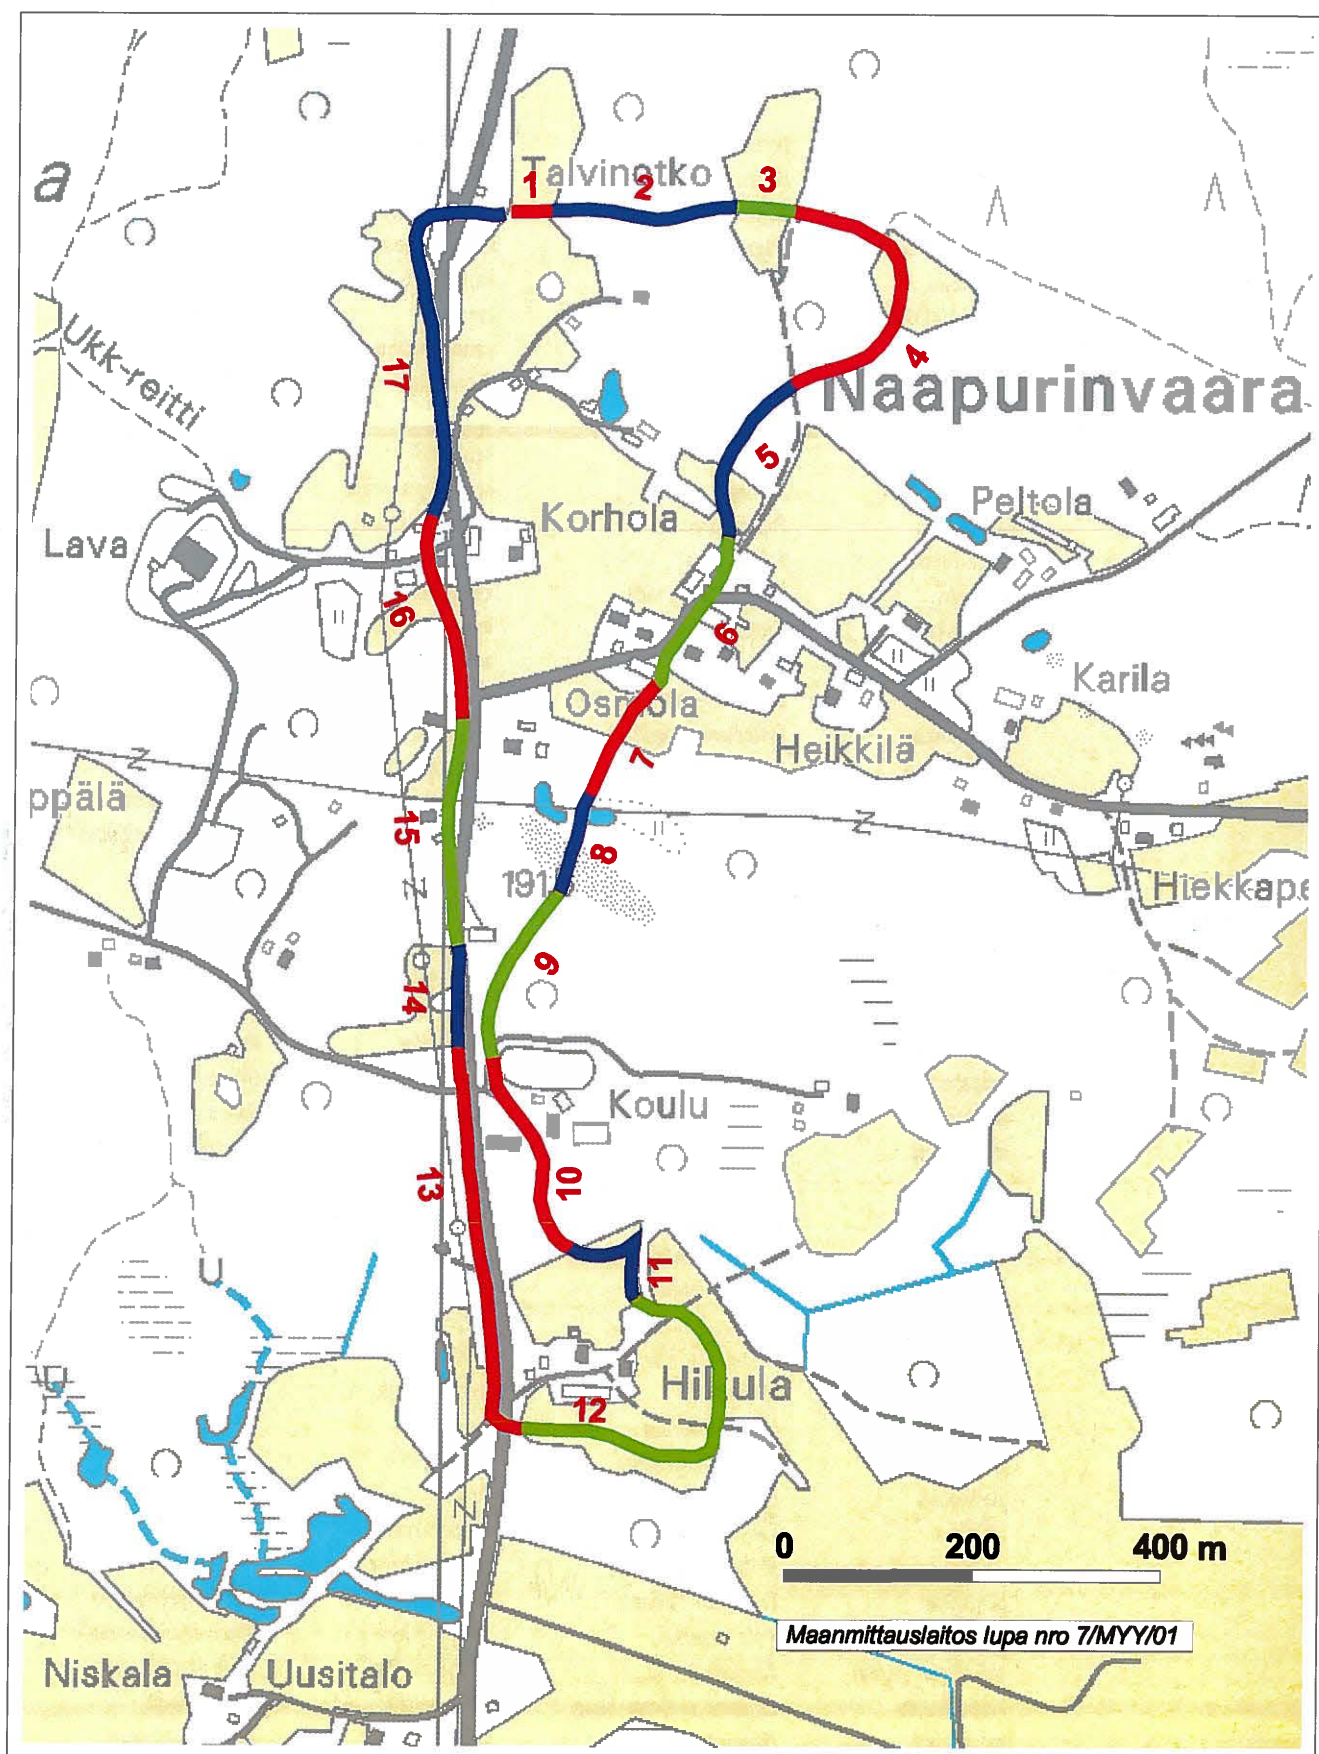 a
Talvinotko
1
2
3
4
Ukk-reitti
17
Naapurinvaara
5
Korhola
Peltola
Lava
16
6
Karila
Osmola
7
Heikkilä
ppälä
15
8
191
Hiekkape
9
14
Koulu
13
10
11
U
Hilkula
12
0 200 400 m
Maanmittauslaitos lupa nro 7/MYY/01
Niskala
Uusitalo